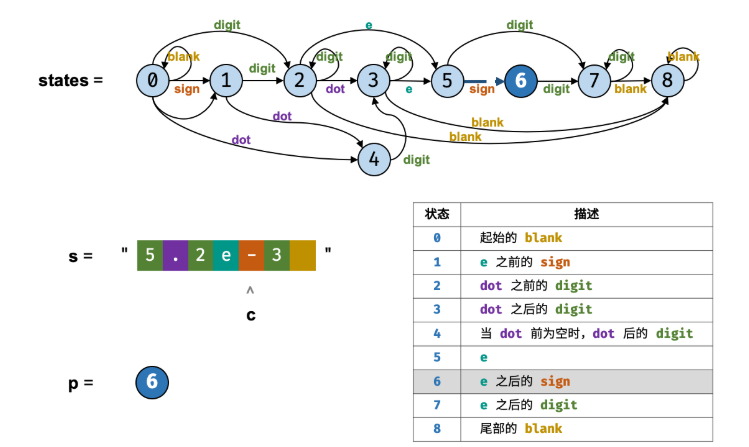 digit
e
digit
blank
digit
digit
digit
digit
blank
states =
0
1
2
3
5
6
7
8
sign
dot
e
sign
digit
blank
dot
blank
dot
blank
4
digit
s =
"
5 . 2 e - 3
"
^
c
p =
6
状态 描述
0 起始的 blank
1 e 之前的 sign
2 dot 之前的 digit
3 dot 之后的 digit
4 当 dot 前为空时，dot 后的 digit
5 e
6 e 之后的 sign
7 e 之后的 digit
8 尾部的 blank